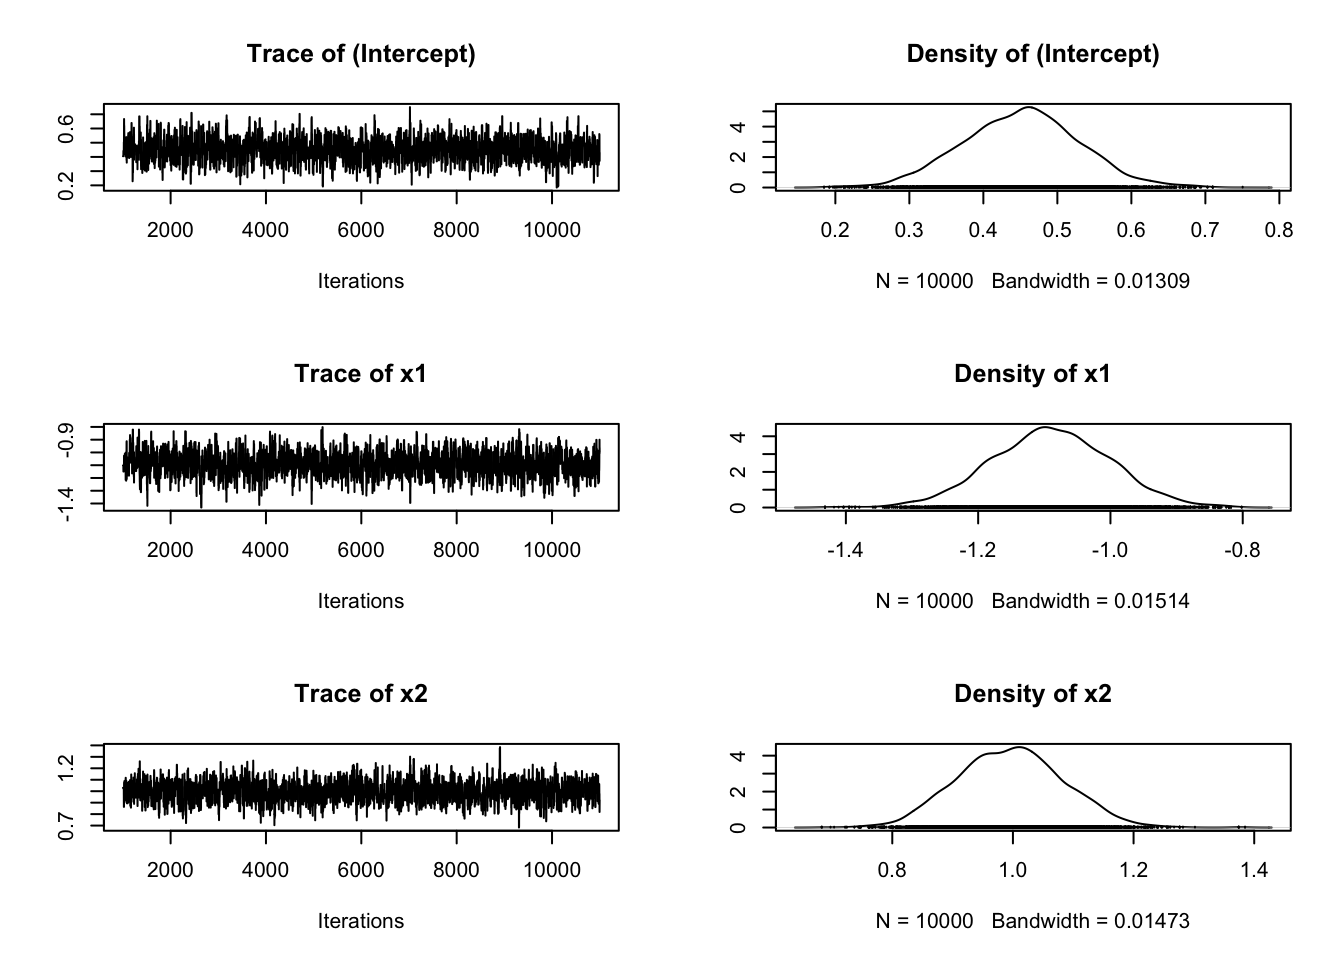 Trace of (Intercept)
0.2 0.6
2000 4000 6000 8000 10000
Iterations
Density of (Intercept)
0 2 4
0.2 0.3 0.4 0.5 0.6 0.7 0.8
N = 10000 Bandwidth = 0.01309
Trace of x1
-1.4 -0.9
2000 4000 6000 8000 10000
Iterations
Density of x1
0 2 4
-1.4 -1.2 -1.0 -0.8
N = 10000 Bandwidth = 0.01514
Trace of x2
0.7 1.2
2000 4000 6000 8000 10000
Iterations
Density of x2
0 2 4
0.8 1.0 1.2 1.4
N = 10000 Bandwidth = 0.01473